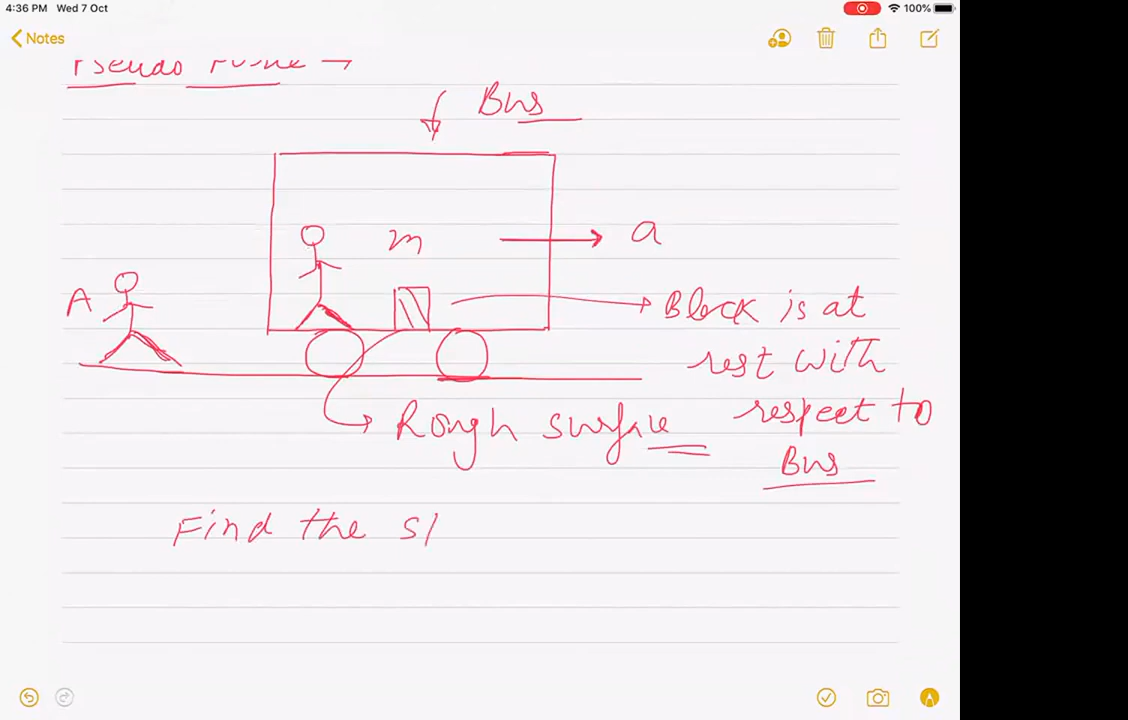 4:36 PM Wed 7 Oct
100%
Notes
Pseudo
Bus
m
a
A
Block is at
rest with
respect to
Bus
Rough surface
Find the